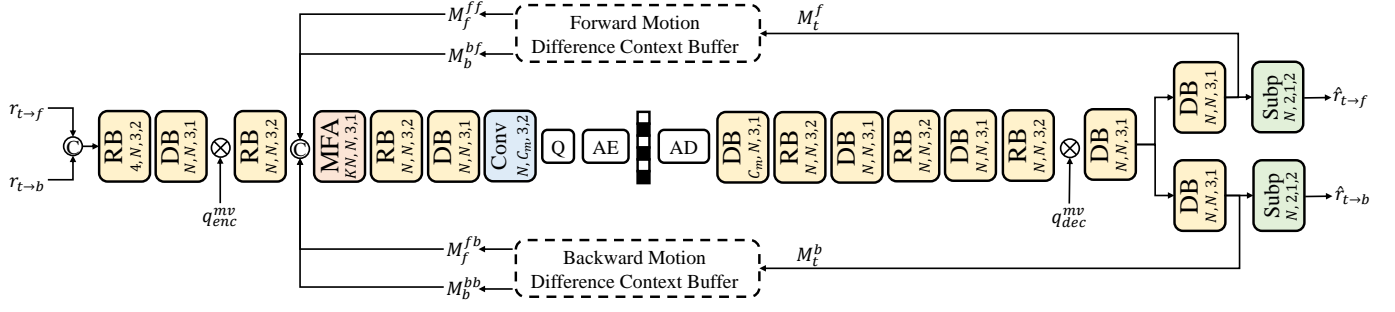 M_f^{ff}
M_b^{bf}
Forward Motion
Difference Context Buffer
M_t^f
r_{t→f}
r_{t→b}
C
RB
4, N, 3,2
DB
N, N, 3,1
q_{enc}^{mv}
RB
N, N, 3,2
C
MFA
KN, N, 3,1
RB
N, N, 3,2
DB
N, N, 3,1
Conv
N, C_m, 3,2
Q
AE
AD
DB
C_m, N, 3,1
RB
N, N, 3,2
DB
N, N, 3,1
RB
N, N, 3,2
DB
N, N, 3,1
RB
N, N, 3,2
q_{dec}^{mv}
DB
N, N, 3,1
DB
N, N, 3,1
Subp
N, 2,1,2
r̂_{t→f}
DB
N, N, 3,1
Subp
N, 2,1,2
r̂_{t→b}
M_f^{fb}
M_b^{bb}
Backward Motion
Difference Context Buffer
M_t^b